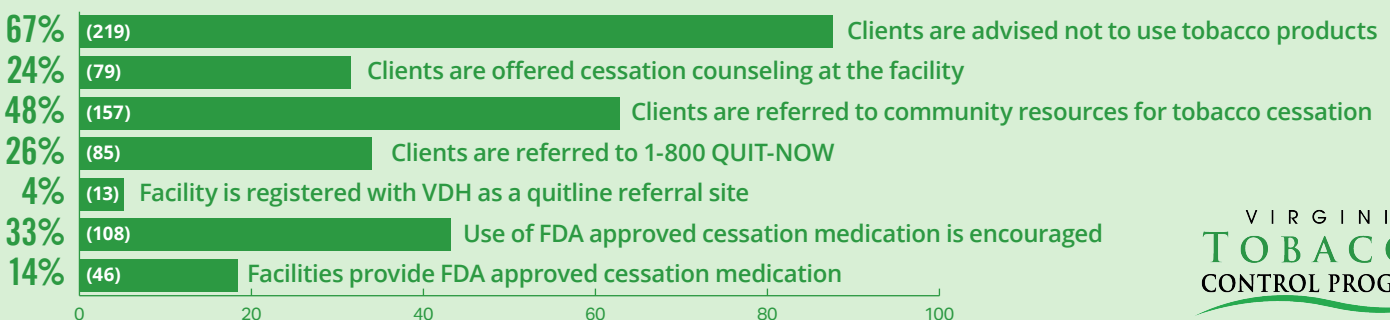 67% (219) Clients are advised not to use tobacco products
24% (79) Clients are offered cessation counseling at the facility
48% (157) Clients are referred to community resources for tobacco cessation
26% (85) Clients are referred to 1-800 QUIT-NOW
4% (13) Facility is registered with VDH as a quitline referral site
33% (108) Use of FDA approved cessation medication is encouraged
14% (46) Facilities provide FDA approved cessation medication
0 20 40 60 80 100
VIRGINI
TOBACC
CONTROL PROG